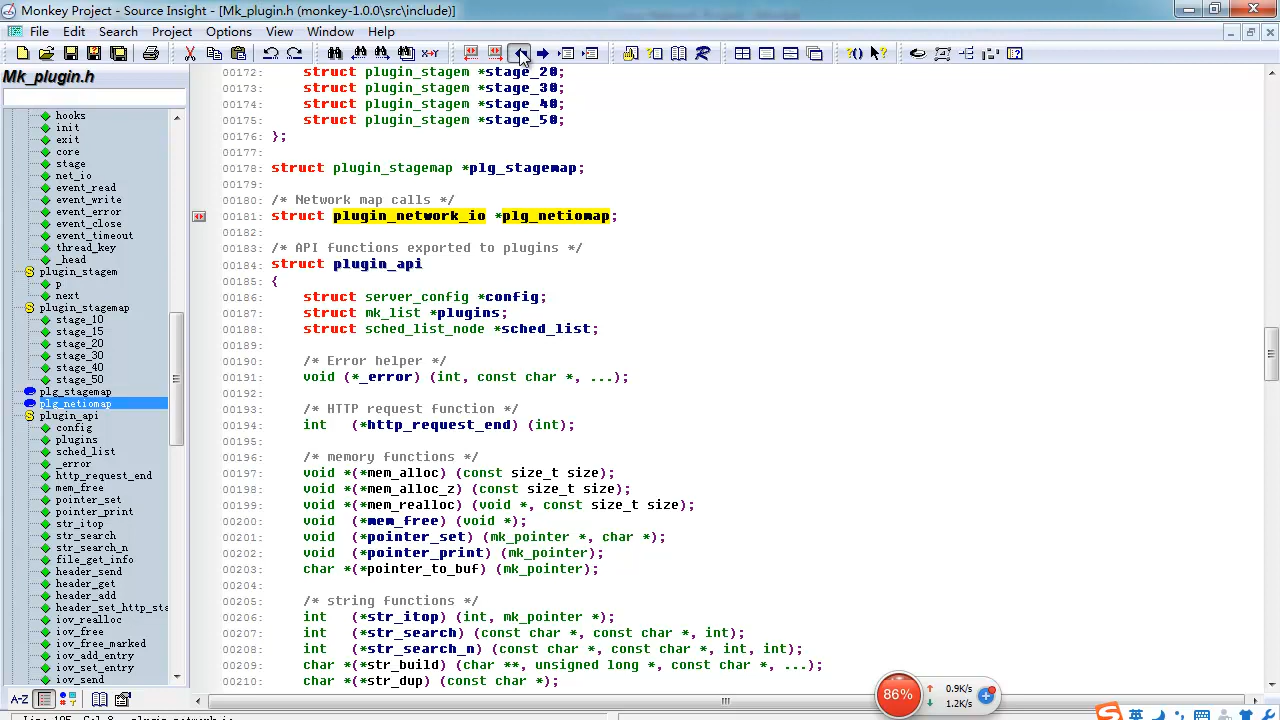 Monkey Project - Source Insight - [Mk_plugin.h (monkey-1.0.0\src\include)]
File Edit Search Project Options View Window Help
Mk_plugin.h
hooks
init
exit
core
stage
net_io
event_read
event_write
event_error
event_close
event_timeout
thread_key
_head
plugin_stagem
p
next
plugin_stagemap
stage_10
stage_15
stage_20
stage_30
stage_40
stage_50
plg_stagemap
plg_netiomap
plugin_api
config
plugins
sched_list
_error
http_request_end
mem_free
pointer_set
pointer_print
str_itop
str_search
str_search_n
file_get_info
header_send
header_get
header_add
header_set_http_sta
iov_realloc
iov_free
iov_free_marked
iov_add_entry
iov_set_entry
iov_send
A-Z
00172: struct plugin_stagem *stage_20;
00173: struct plugin_stagem *stage_30;
00174: struct plugin_stagem *stage_40;
00175: struct plugin_stagem *stage_50;
00176: };
00177:
00178: struct plugin_stagemap *plg_stagemap;
00179:
00180: /* Network map calls */
00181: struct plugin_network_io *plg_netiomap;
00182:
00183: /* API functions exported to plugins */
00184: struct plugin_api
00185: {
00186: struct server_config *config;
00187: struct mk_list *plugins;
00188: struct sched_list_node *sched_list;
00189:
00190: /* Error helper */
00191: void (*_error) (int, const char *, ...);
00192:
00193: /* HTTP request function */
00194: int (*http_request_end) (int);
00195:
00196: /* memory functions */
00197: void *(*mem_alloc) (const size_t size);
00198: void *(*mem_alloc_z) (const size_t size);
00199: void *(*mem_realloc) (void *, const size_t size);
00200: void (*mem_free) (void *);
00201: void (*pointer_set) (mk_pointer *, char *);
00202: void (*pointer_print) (mk_pointer);
00203: char *(*pointer_to_buf) (mk_pointer);
00204:
00205: /* string functions */
00206: int (*str_itop) (int, mk_pointer *);
00207: int (*str_search) (const char *, const char *, int);
00208: int (*str_search_n) (const char *, const char *, int, int);
00209: char *(*str_build) (char **, unsigned long *, const char *, ...);
00210: char *(*str_dup) (const char *);
86%
0.9K/s
1.2K/s
英